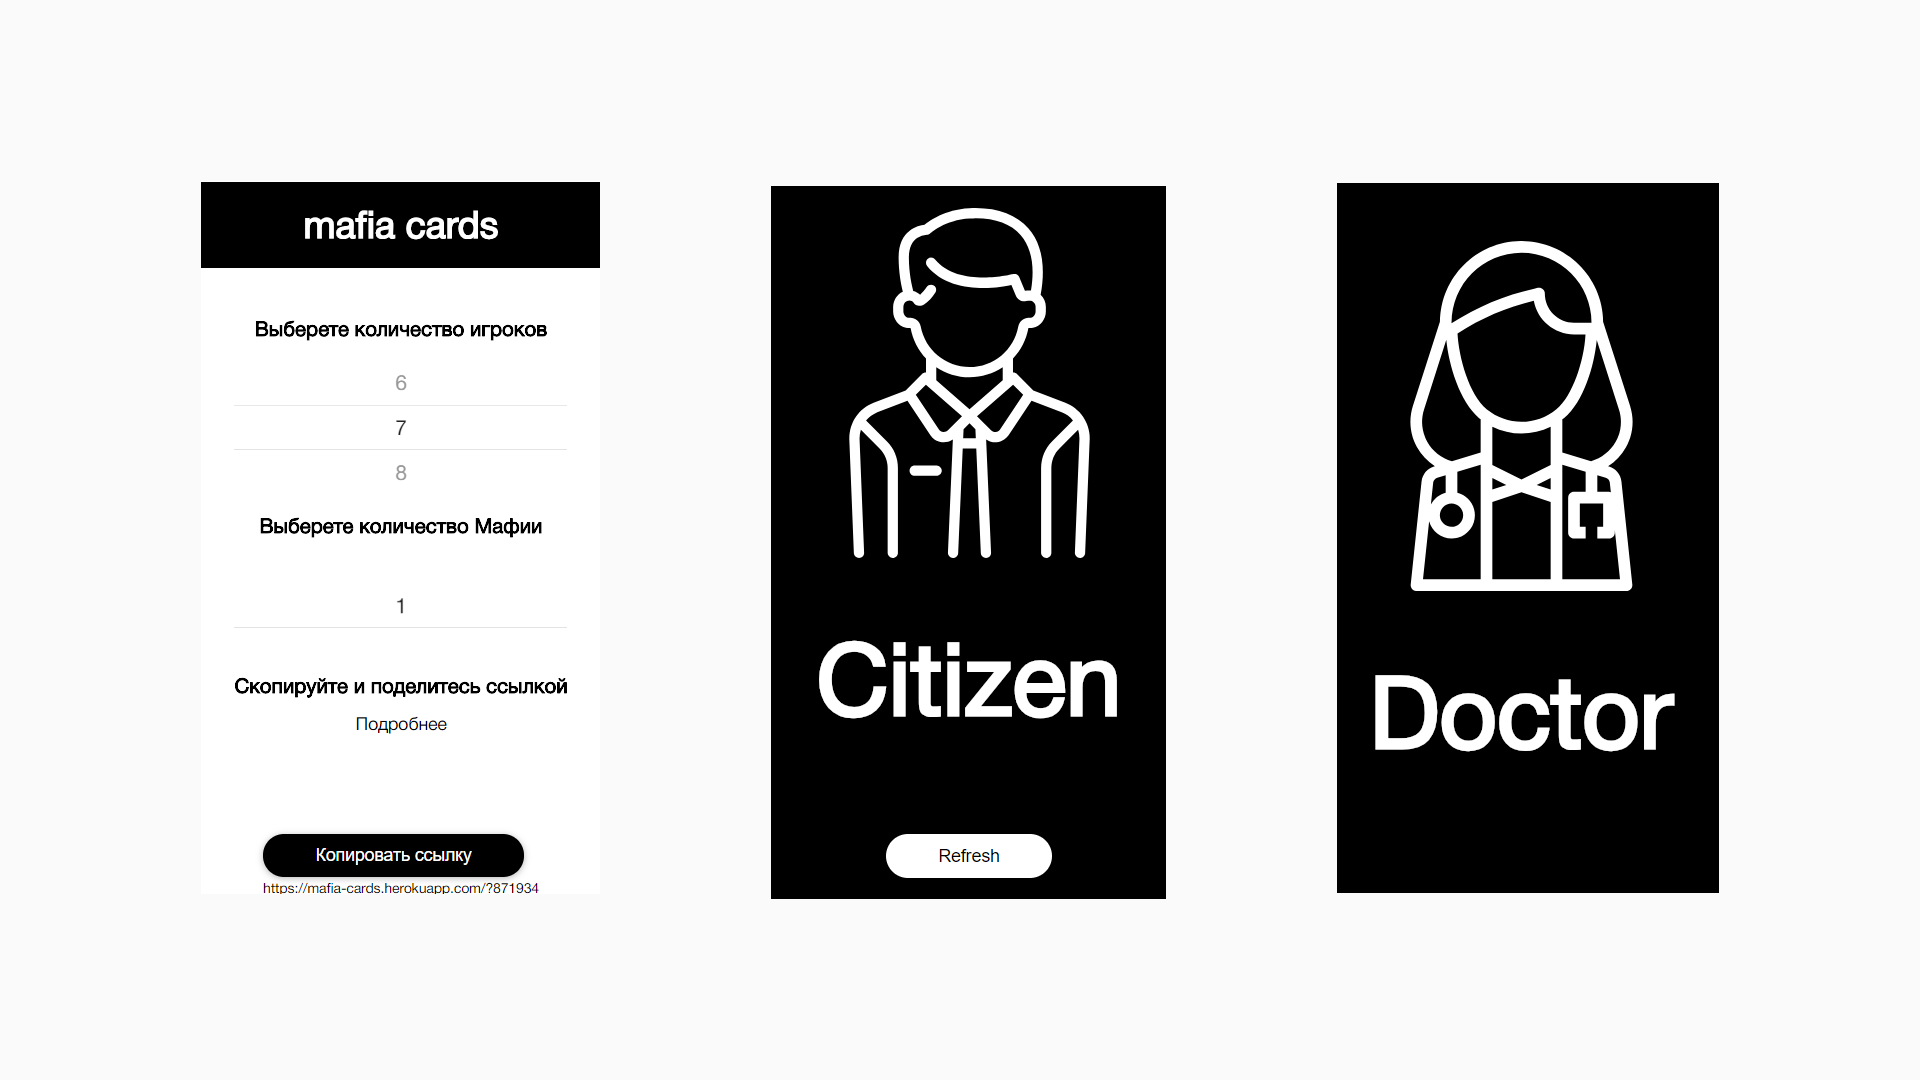 mafia cards
Выберете количество игроков
6
7
8
Выберете количество Мафии
1
Скопируйте и поделитесь ссылкой
Подробнее
Копировать ссылку
https://mafia-cards.herokuapp.com/?871934
Citizen
Refresh
Doctor